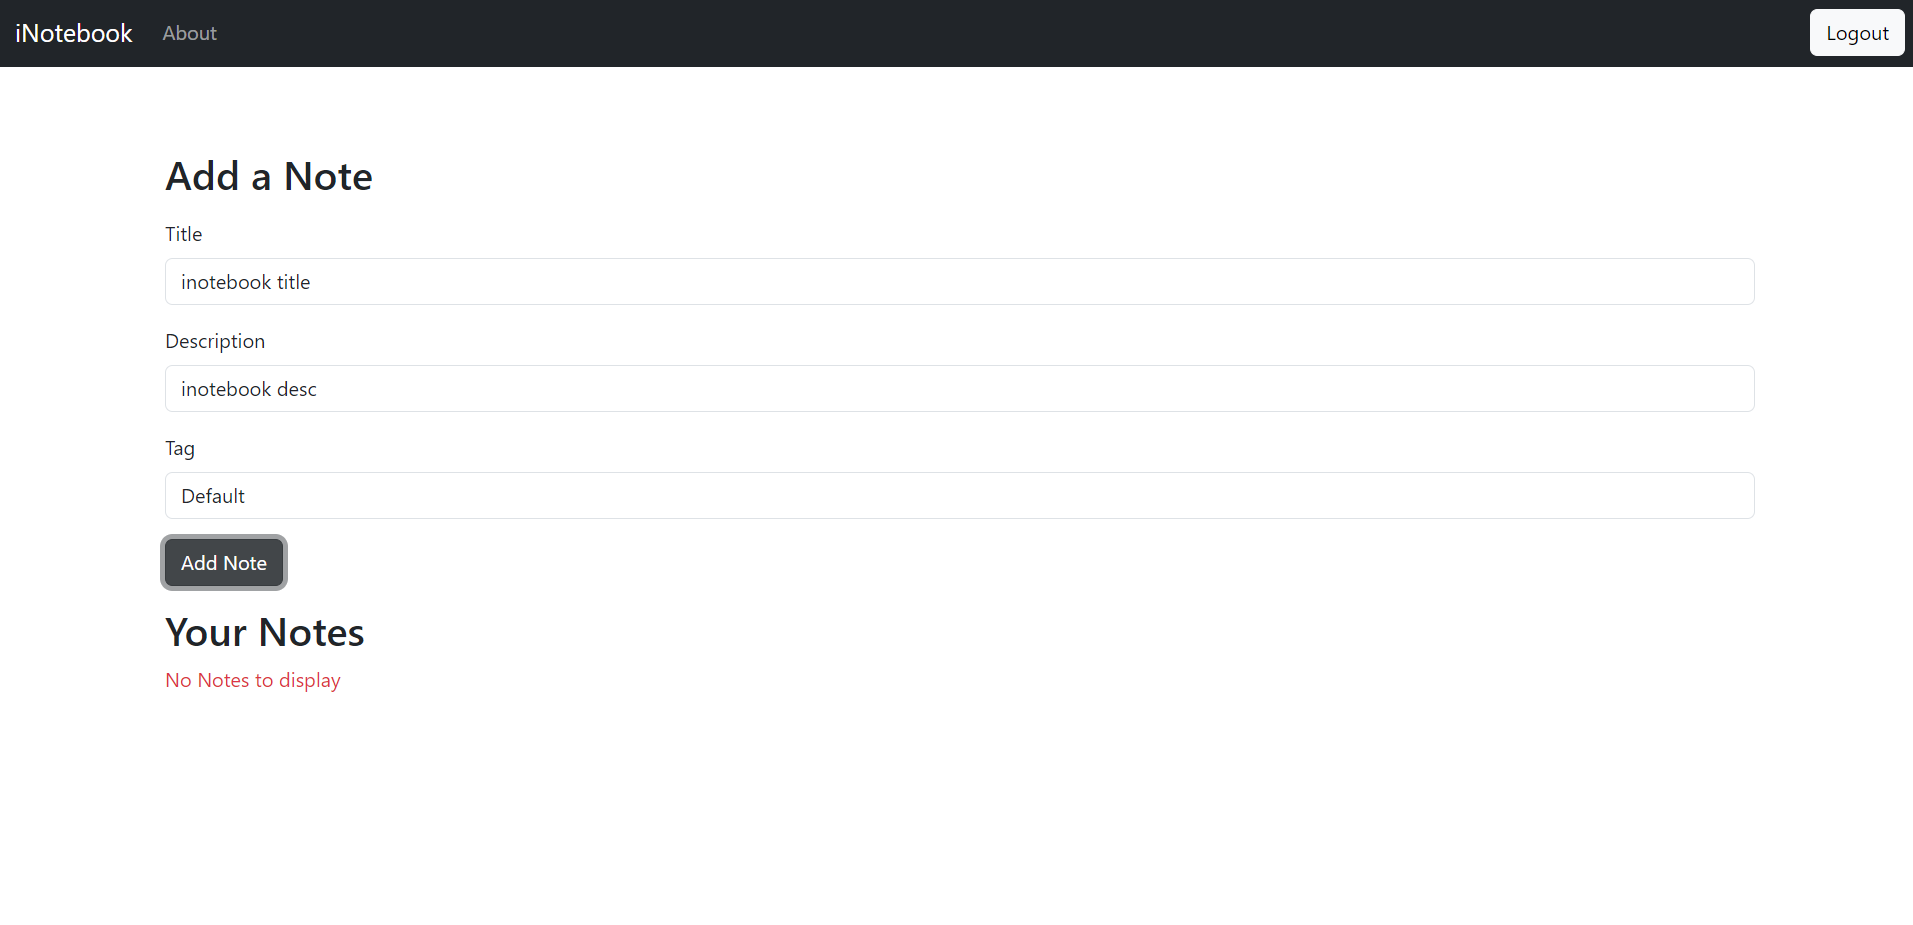 iNotebook About Logout
Add a Note
Title
inotebook title
Description
inotebook desc
Tag
Default
Add Note
Your Notes
No Notes to display